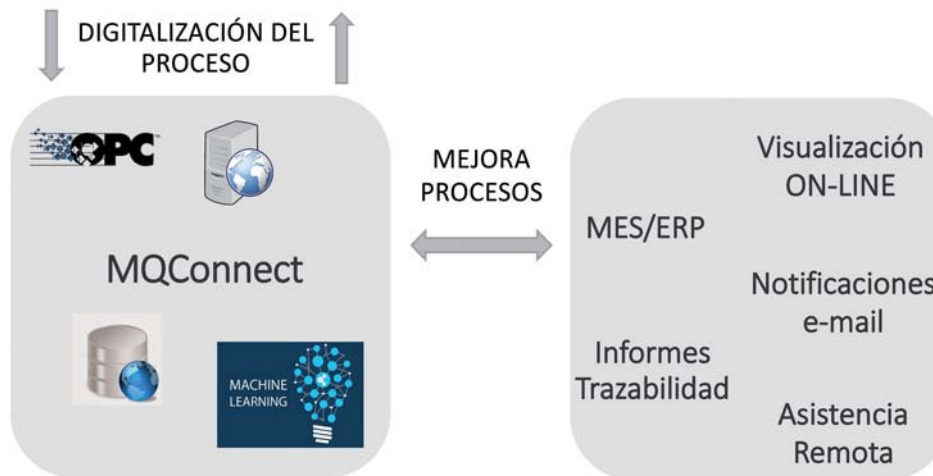 DIGITALIZACIÓN DEL
PROCESO
OPC
MQConnect
MACHINE
LEARNING
MEJORA
PROCESOS
MES/ERP
Informes
Trazabilidad
Visualización
ON-LINE
Notificaciones
e-mail
Asistencia
Remota